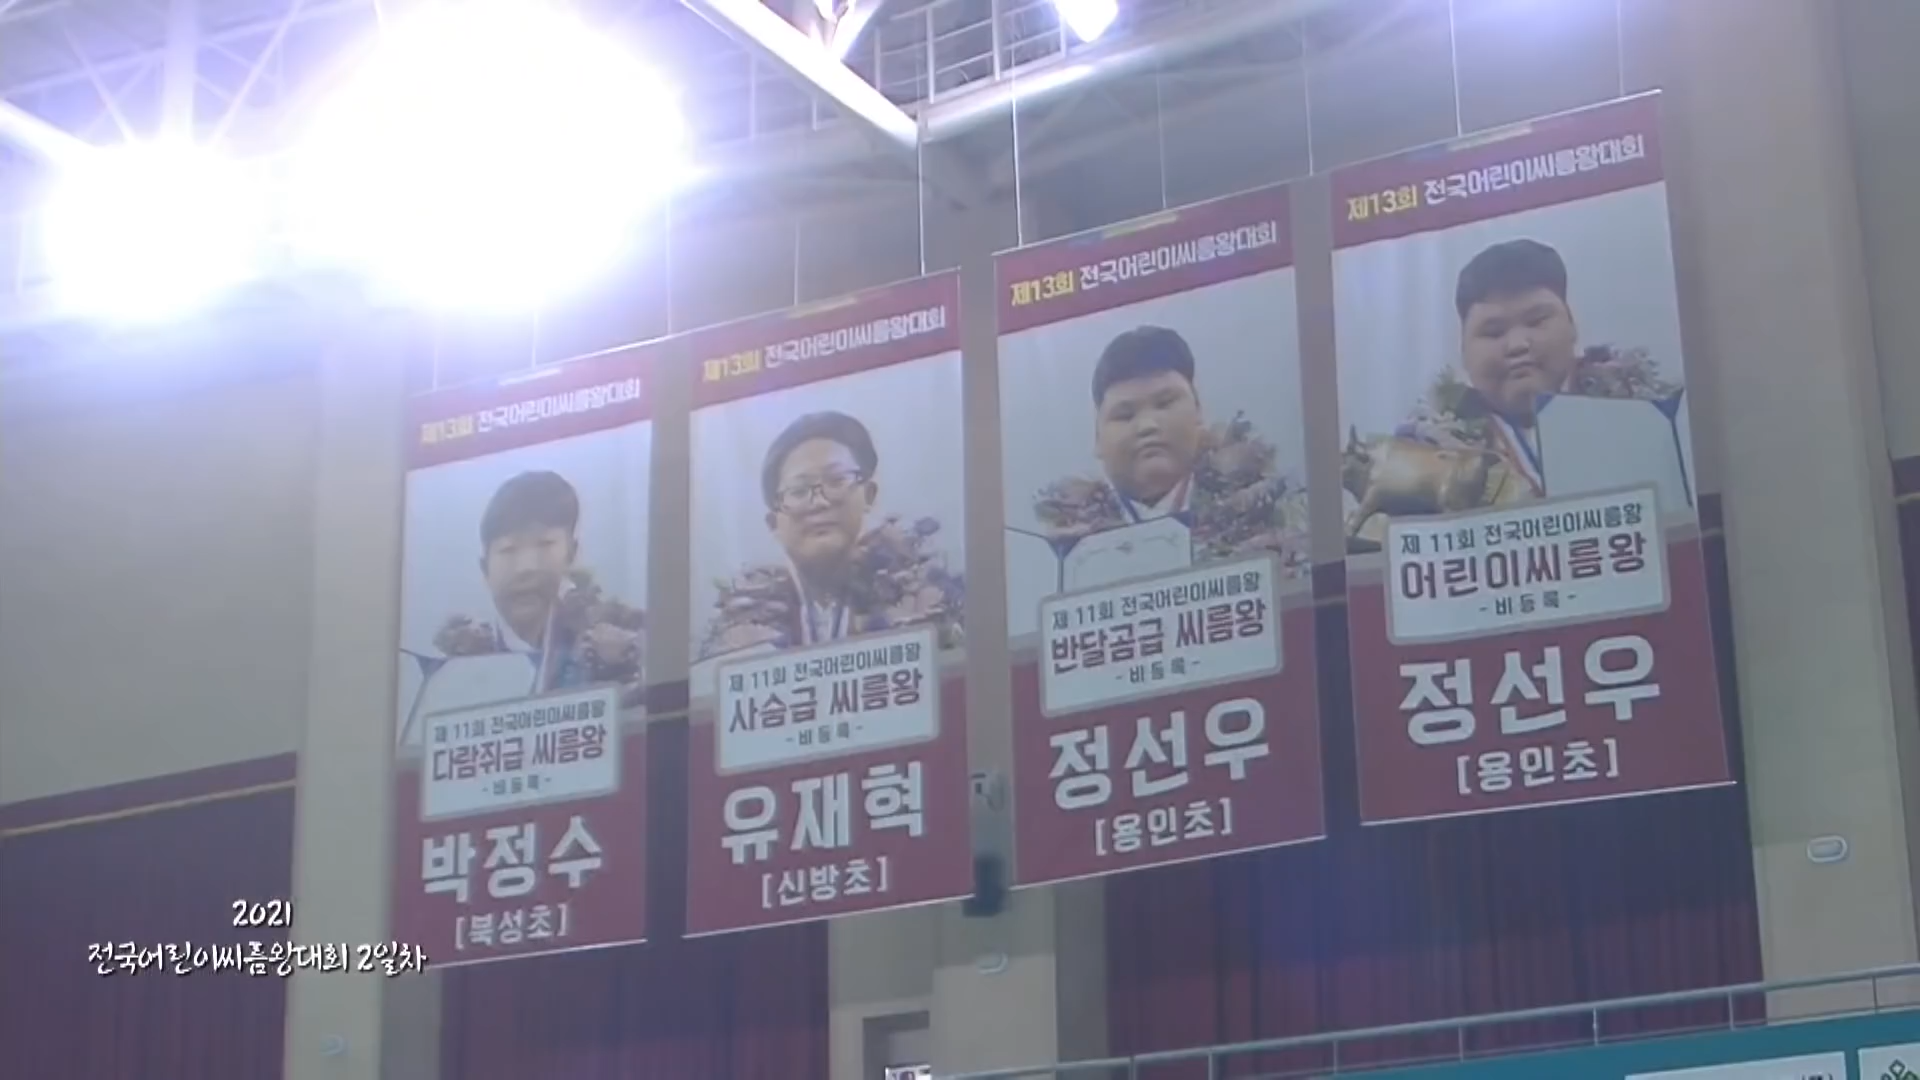 제13회 전국어린이씨름왕대회
제 11회 전국어린이씨름왕
다람쥐급 씨름왕
-비등록-
박정수
[북성초]
제13회 전국어린이씨름왕대회
제 11회 전국어린이씨름왕
사슴급 씨름왕
-비등록-
유재혁
[신방초]
제13회 전국어린이씨름왕대회
제 11회 전국어린이씨름왕
반달곰급 씨름왕
-비등록-
정선우
[용인초]
제13회 전국어린이씨름왕대회
제 11회 전국어린이씨름왕
어린이씨름왕
-비등록-
정선우
[용인초]
2021
전국어린이씨름왕대회 2일차